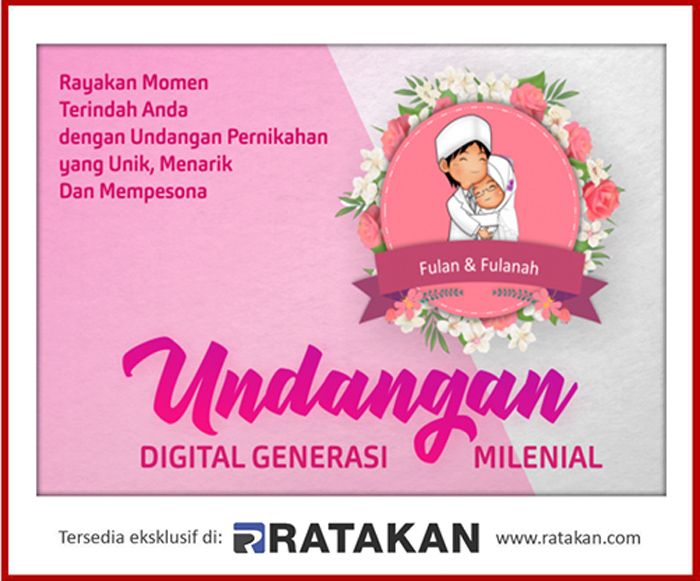 Rayakan Momen
Terindah Anda
dengan Undangan Pernikahan
yang Unik, Menarik
Dan Mempesona
Fulan & Fulanah
Undangan
DIGITAL GENERASI MILENIAL
Tersedia eksklusif di: RATAKAN www.ratakan.com